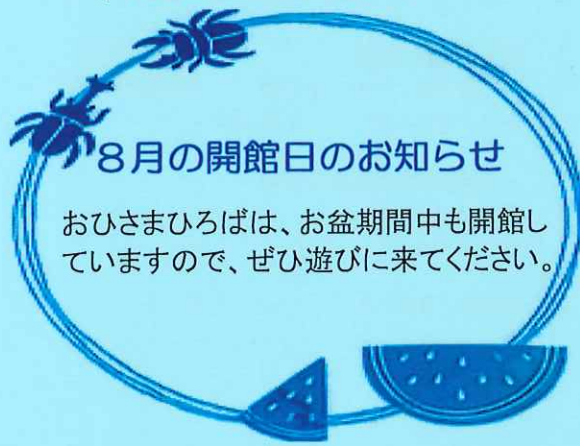 8月の開館日のお知らせ
おひさまひろばは、お盆期間中も開館し
ていますので、ぜひ遊びに来てください。